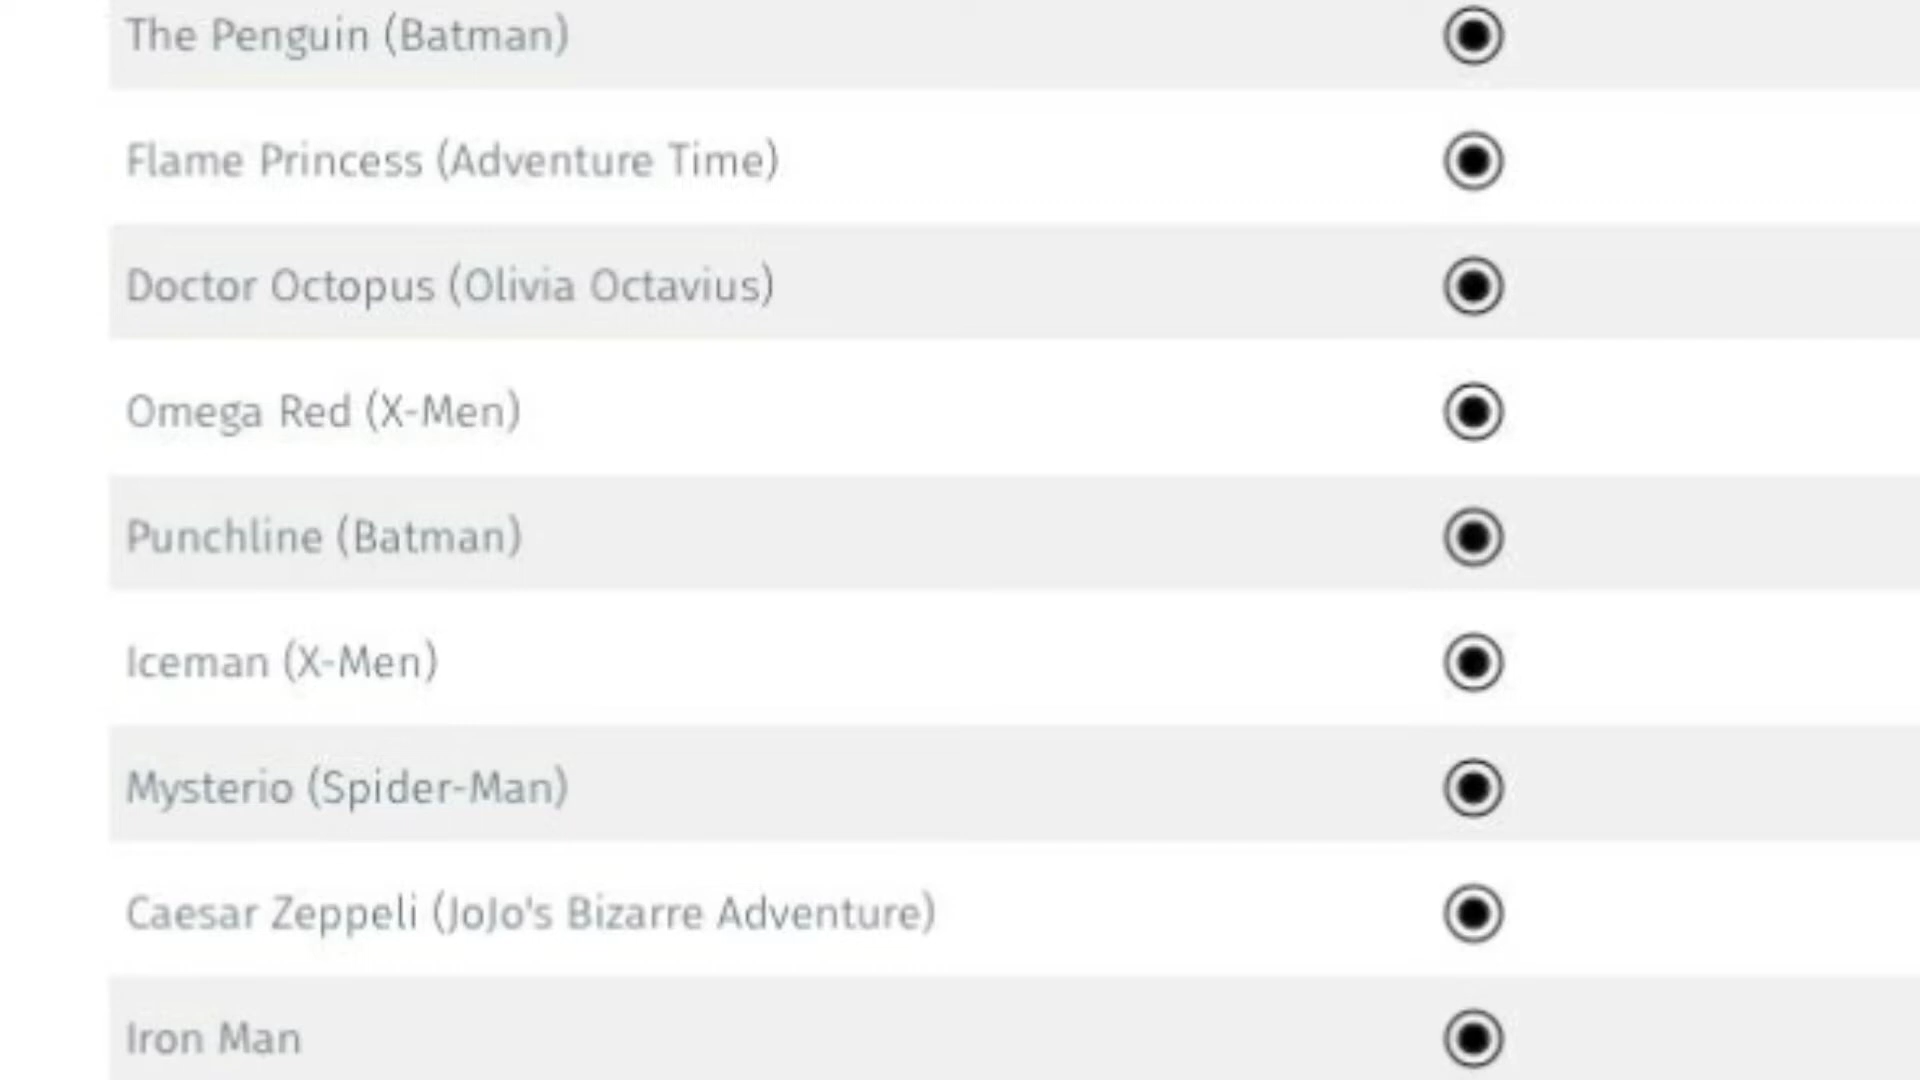 The Penguin (Batman)
Flame Princess (Adventure Time)
Doctor Octopus (Olivia Octavius)
Omega Red (X-Men)
Punchline (Batman)
Iceman (X-Men)
Mysterio (Spider-Man)
Caesar Zeppeli (JoJo's Bizarre Adventure)
Iron Man